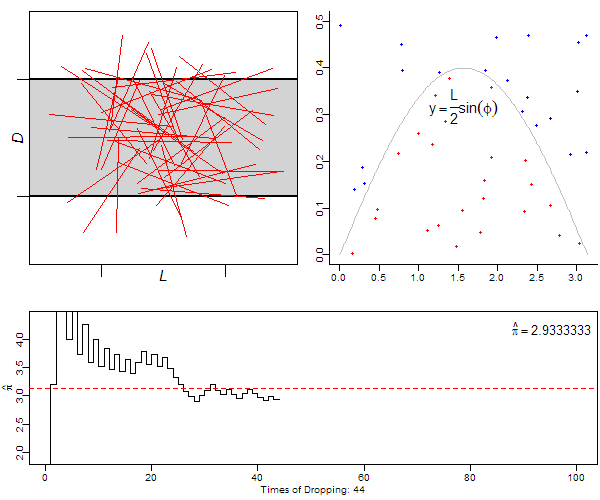 D
L
0.0 0.1 0.2 0.3 0.4 0.5
y = L/2 sin(ϕ)
0.0 0.5 1.0 1.5 2.0 2.5 3.0
π̂ = 2.9333333
π̂
2.0 2.5 3.0 3.5 4.0
0 20 40 60 80 100
Times of Dropping: 44